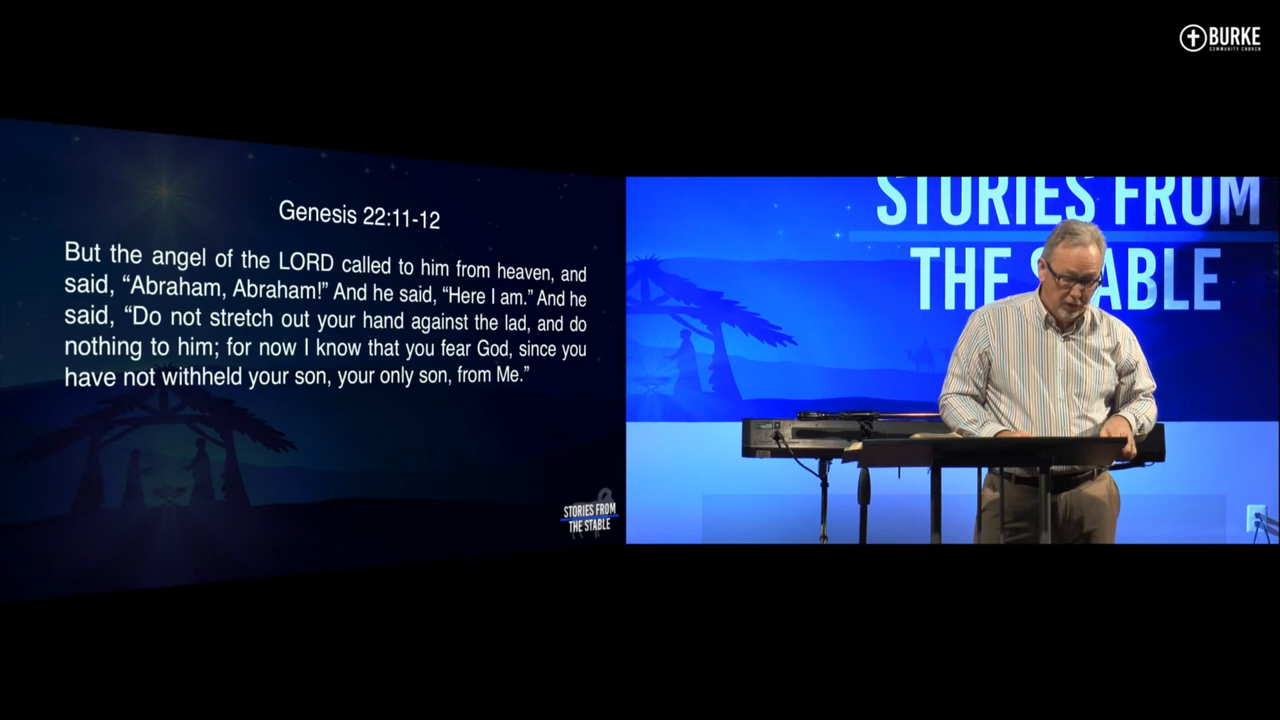 BURKE
COMMUNITY CHURCH
Genesis 22:11-12
But the angel of the LORD called to him from heaven, and
said, “Abraham, Abraham!” And he said, “Here I am.” And he
said, “Do not stretch out your hand against the lad, and do
nothing to him; for now I know that you fear God, since you
have not withheld your son, your only son, from Me.”
STORIES FROM
THE STABLE
STORIES FROM
THE STABLE